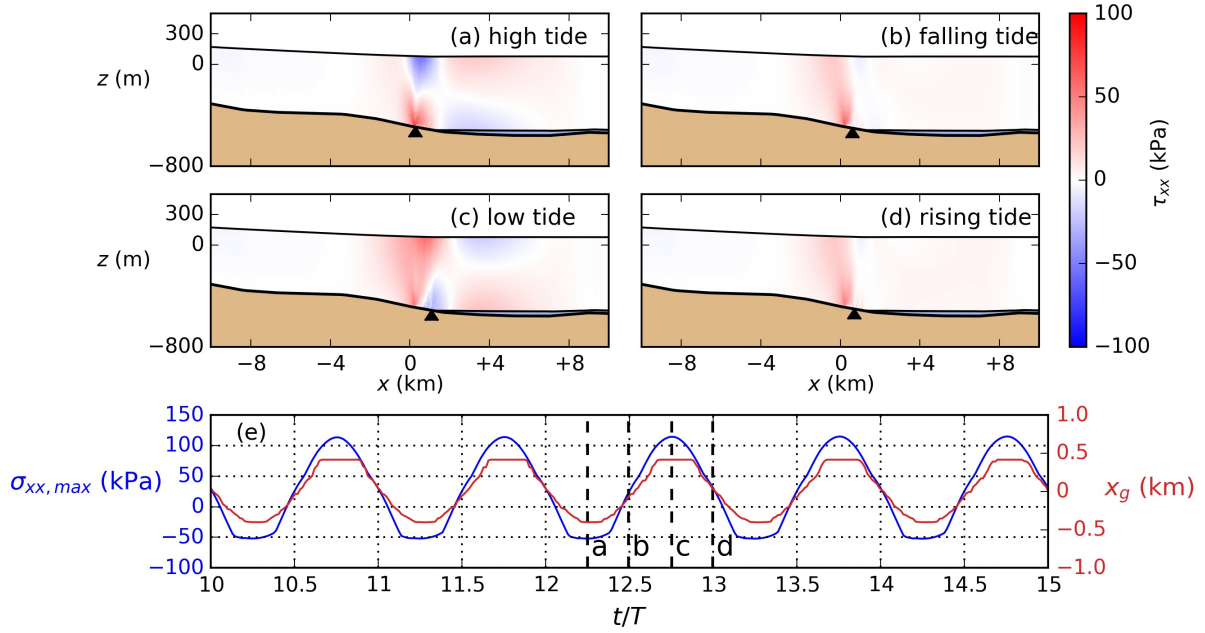 (a) high tide
(b) falling tide
300
0
−800
z (m)
(c) low tide
(d) rising tide
300
0
−800
z (m)
−8
−4
0
+4
+8
x (km)
−8
−4
0
+4
+8
x (km)
100
50
0
−50
−100
τxx (kPa)
(e)
150
100
50
0
−50
−100
σxx, max (kPa)
1.0
0.5
0
−0.5
−1.0
xg (km)
a
b
c
d
10
10.5
11
11.5
12
12.5
13
13.5
14
14.5
15
t/T